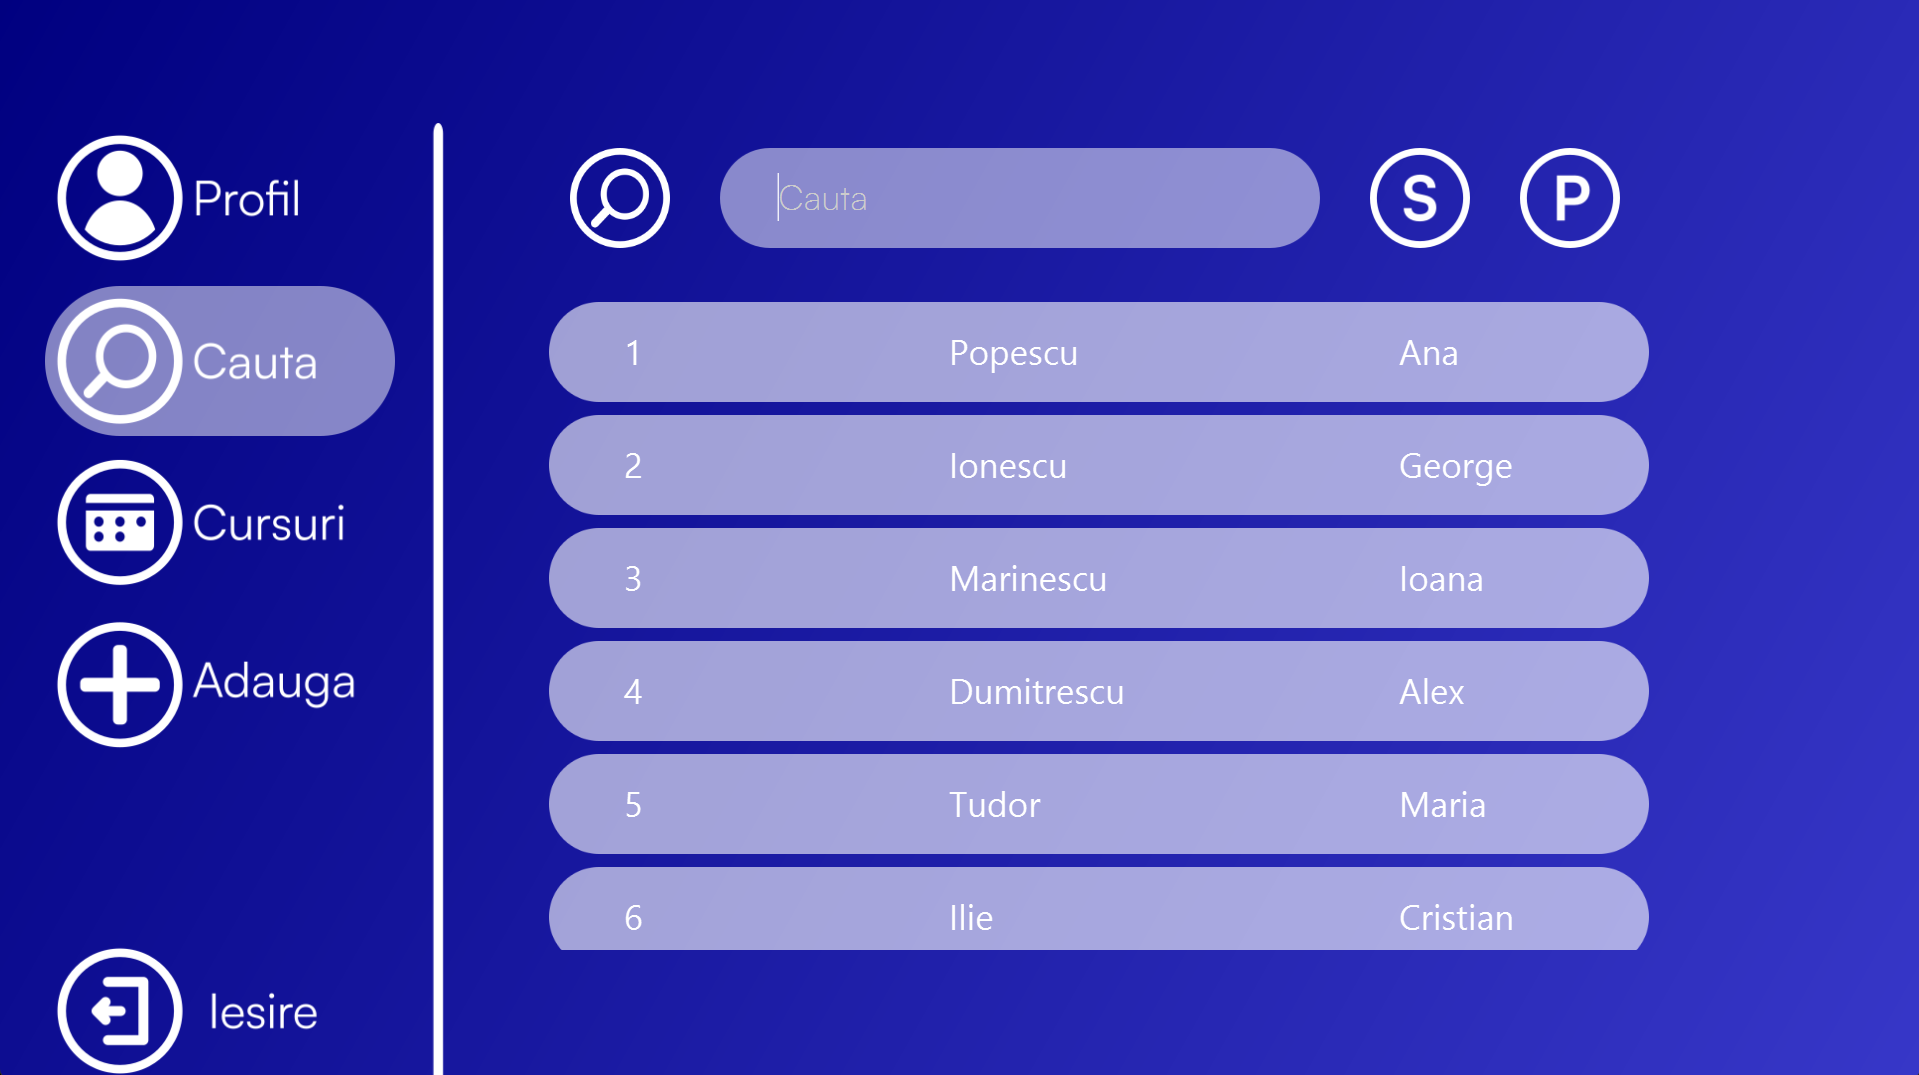 Profil
Cauta
Cursuri
Adauga
Iesire
Cauta
S
P
1 Popescu Ana
2 Ionescu George
3 Marinescu Ioana
4 Dumitrescu Alex
5 Tudor Maria
6 Ilie Cristian